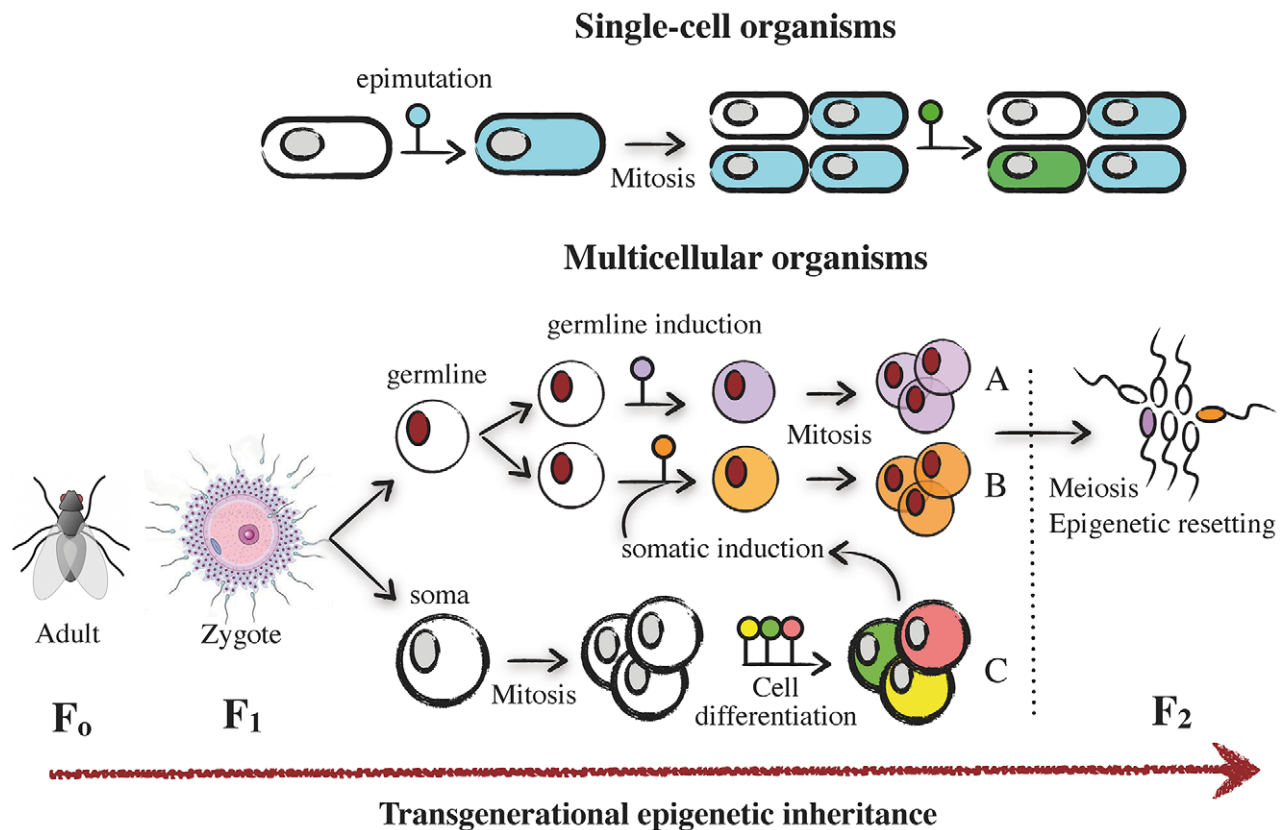 Single-cell organisms
epimutation
Mitosis
Multicellular organisms
germline induction
germline
A
Mitosis
B
Meiosis
Epigenetic resetting
somatic induction
soma
Adult
Zygote
Mitosis
Cell
differentiation
C
Fo
F1
F2
Transgenerational epigenetic inheritance